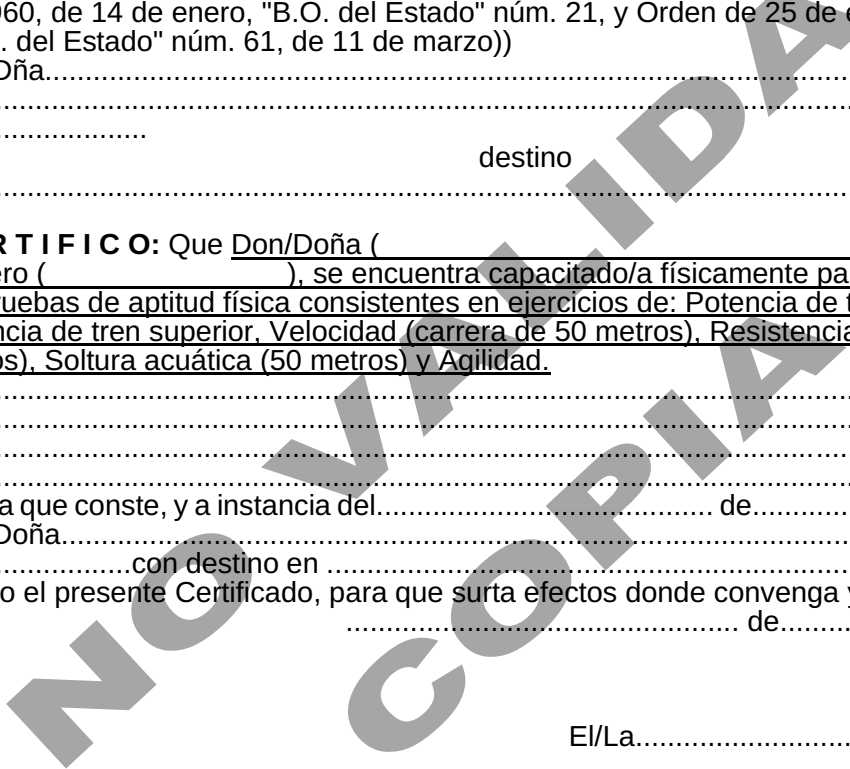 960, de 14 de enero, "B.O. del Estado" núm. 21, y Orden de 25 de e
. del Estado" núm. 61, de 11 de marzo))
Dña....................................................................................................
..........................................................................................................
..................
destino
..........................................................................................................
R T I F I C O: Que Don/Doña (
ero ( ), se encuentra capacitado/a físicamente pa
ruebas de aptitud física consistentes en ejercicios de: Potencia de t
ncia de tren superior, Velocidad (carrera de 50 metros), Resistencia
os), Soltura acuática (50 metros) y Agilidad.
..........................................................................................................
..........................................................................................................
..........................................................................................................
..........................................................................................................
a que conste, y a instancia del.......................................... de............
Doña..................................................................................................
................con destino en .................................................................
o el presente Certificado, para que surta efectos donde convenga y
................................................. de.........
El/La..........................
NO VALIDA
COPIA